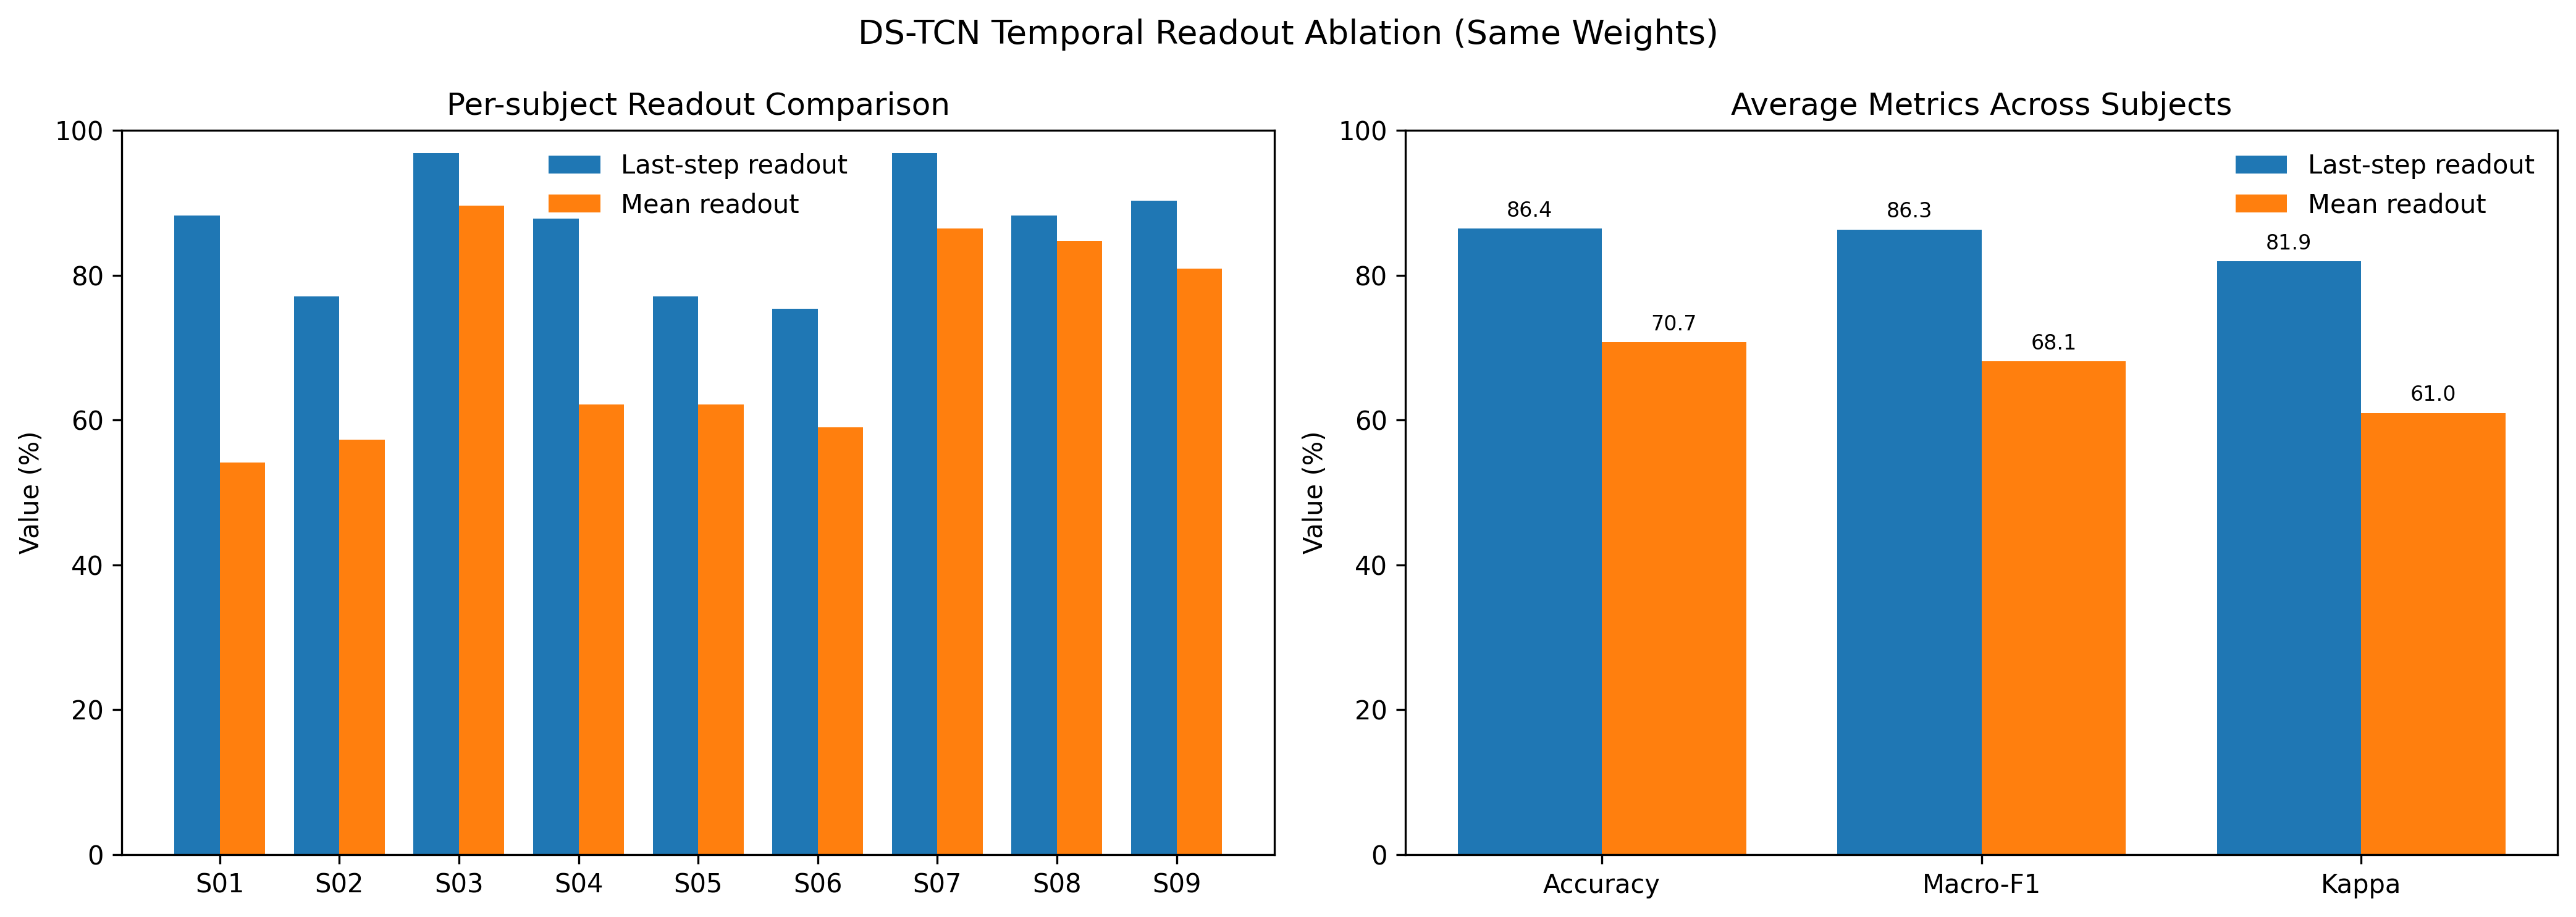 DS-TCN Temporal Readout Ablation (Same Weights)
Per-subject Readout Comparison
Value (%)
100
80
60
40
20
0
Last-step readout
Mean readout
S01 S02 S03 S04 S05 S06 S07 S08 S09
Average Metrics Across Subjects
Value (%)
100
80
60
40
20
0
Last-step readout
Mean readout
86.4
70.7
86.3
68.1
81.9
61.0
Accuracy Macro-F1 Kappa